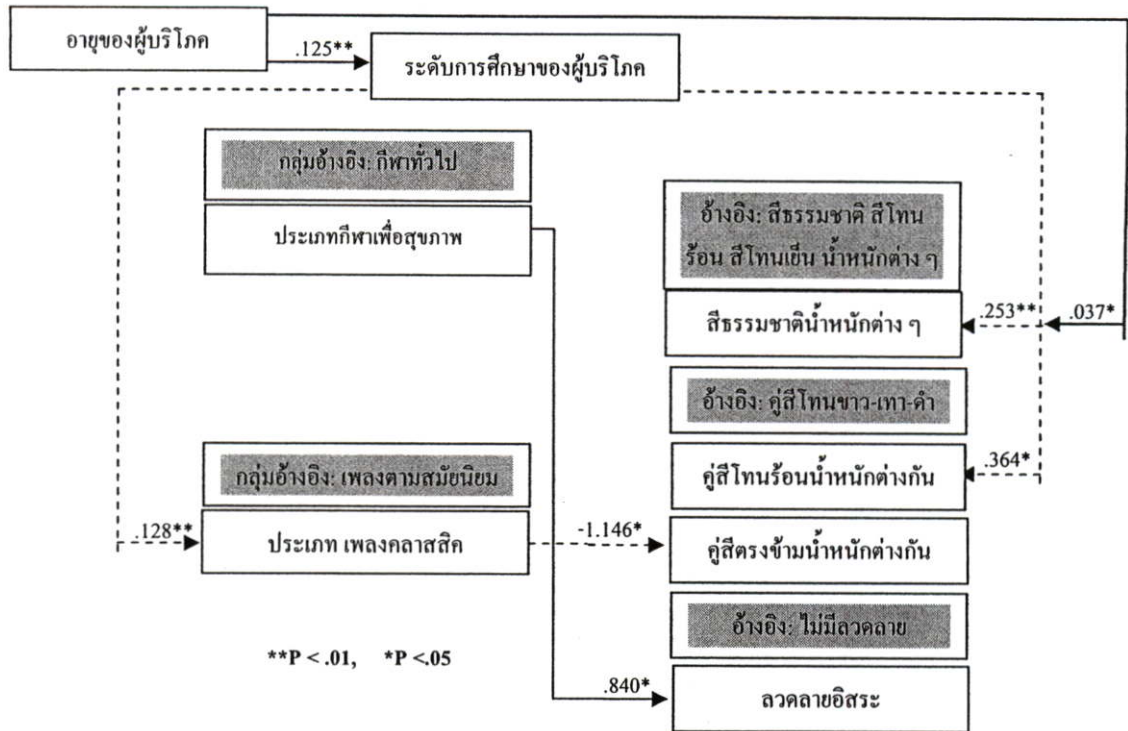 อายุของผู้บริโภค
.125**
ระดับการศึกษาของผู้บริโภค
กลุ่มอ้างอิง: กีฬาทั่วไป
ประเภทกีฬาเพื่อสุขภาพ
อ้างอิง: สีธรรมชาติ สีโทน
ร้อน สีโทนเย็น น้ำหนักต่าง ๆ
สีธรรมชาติน้ำหนักต่าง ๆ
.253**
.037*
อ้างอิง: คู่สีโทนขาว-เทา-ดำ
คู่สีโทนร้อนน้ำหนักต่างกัน
.364*
กลุ่มอ้างอิง: เพลงตามสมัยนิยม
.128**
ประเภท เพลงคลาสสิค
-1.146*
คู่สีตรงข้ามน้ำหนักต่างกัน
อ้างอิง: ไม่มีลวดลาย
**P < .01, *P <.05
.840*
ลวดลายอิสระ